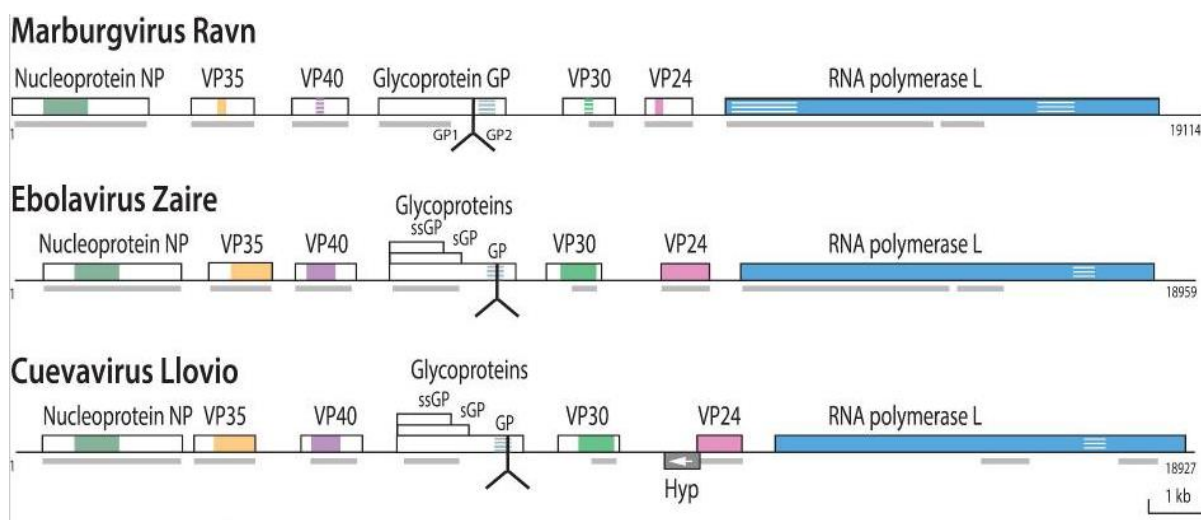 Marburgvirus Ravn
Nucleoprotein NP VP35 VP40 Glycoprotein GP VP30 VP24 RNA polymerase L
GP1 GP2
1 19114
Ebolavirus Zaire
Glycoproteins
ssGP
sGP
Nucleoprotein NP VP35 VP40 GP VP30 VP24 RNA polymerase L
1 18959
Cuevavirus Llovio
Glycoproteins
ssGP
sGP
Nucleoprotein NP VP35 VP40 GP VP30 VP24 RNA polymerase L
1 18927
Hyp
1 kb